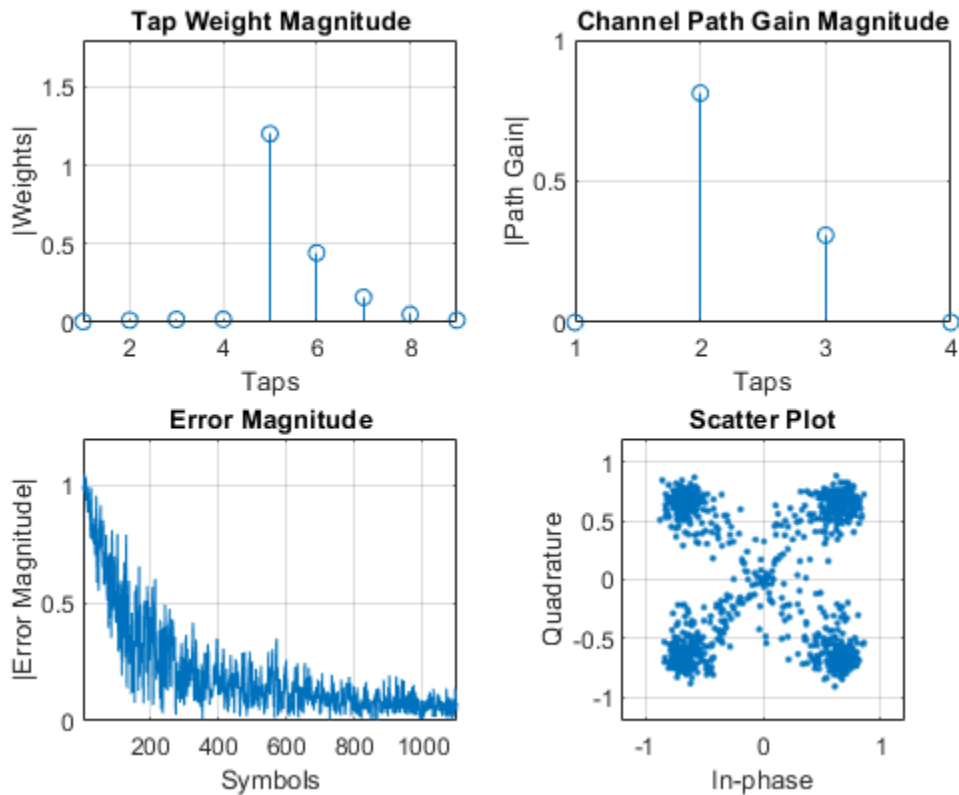 Tap Weight Magnitude
|Weights|
1.5
1
0.5
0
2
4
6
8
Taps
Channel Path Gain Magnitude
|Path Gain|
1
0.5
0
1
2
3
4
Taps
Error Magnitude
|Error Magnitude|
1
0.5
0
200
400
600
800
1000
Symbols
Scatter Plot
Quadrature
1
0.5
0
-0.5
-1
-1
0
1
In-phase